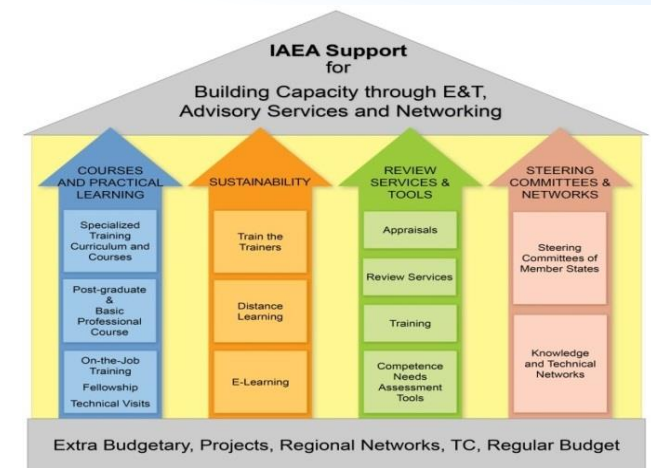 IAEA Support
for
Building Capacity through E&T,
Advisory Services and Networking
COURSES
AND PRACTICAL
LEARNING
Specialized
Training
Curriculum and
Courses
Post-graduate
&
Basic
Professional
Course
On-the-Job
Training
Fellowship
Technical Visits
SUSTAINABILITY
Train the
Trainers
Distance
Learning
E-Learning
REVIEW
SERVICES &
TOOLS
Appraisals
Review Services
Training
Competence
Needs
Assessment
Tools
STEERING
COMMITTEES &
NETWORKS
Steering
Committees of
Member States
Knowledge
and Technical
Networks
Extra Budgetary, Projects, Regional Networks, TC, Regular Budget